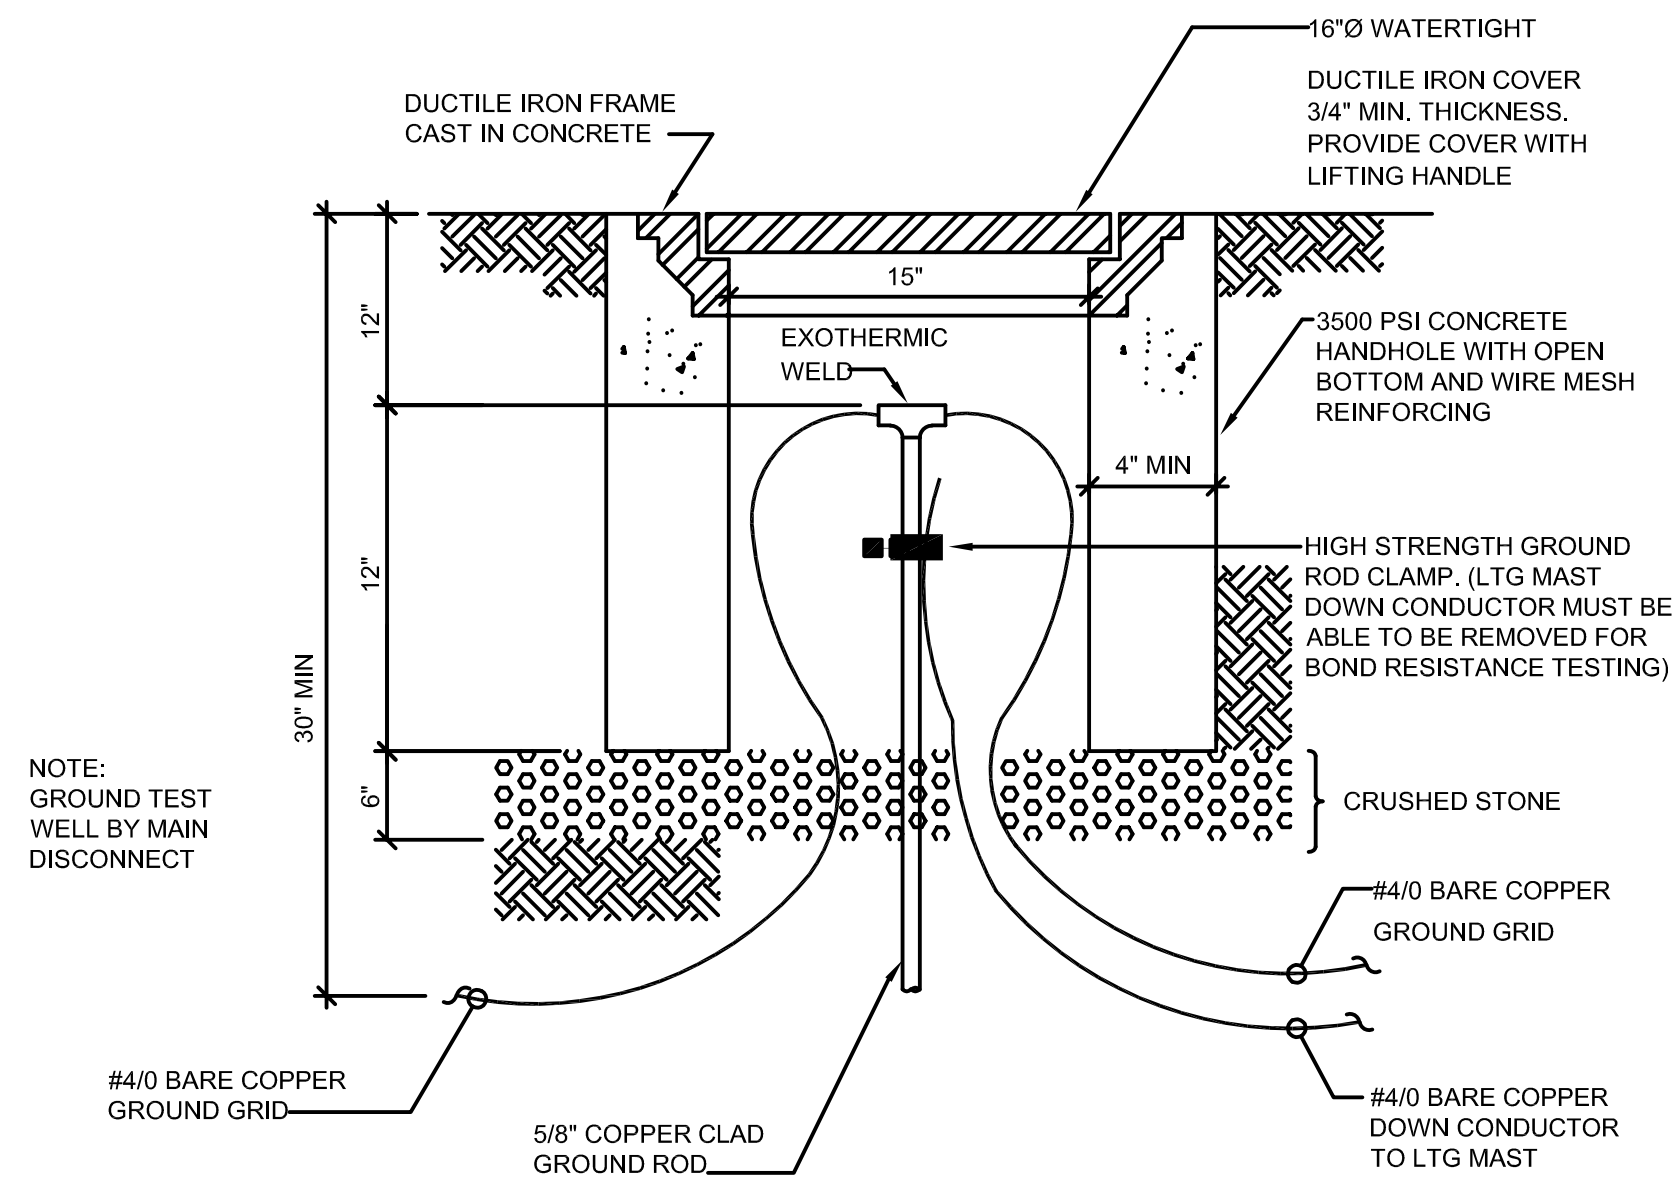 16"Ø WATERTIGHT
DUCTILE IRON COVER
3/4" MIN. THICKNESS.
PROVIDE COVER WITH
LIFTING HANDLE
DUCTILE IRON FRAME
CAST IN CONCRETE
15"
12"
EXOTHERMIC
WELD
3500 PSI CONCRETE
HANDHOLE WITH OPEN
BOTTOM AND WIRE MESH
REINFORCING
4" MIN
HIGH STRENGTH GROUND
ROD CLAMP. (LTG MAST
DOWN CONDUCTOR MUST BE
ABLE TO BE REMOVED FOR
BOND RESISTANCE TESTING)
12"
30" MIN
6"
NOTE:
GROUND TEST
WELL BY MAIN
DISCONNECT
CRUSHED STONE
#4/0 BARE COPPER
GROUND GRID
#4/0 BARE COPPER
GROUND GRID
5/8" COPPER CLAD
GROUND ROD
#4/0 BARE COPPER
DOWN CONDUCTOR
TO LTG MAST